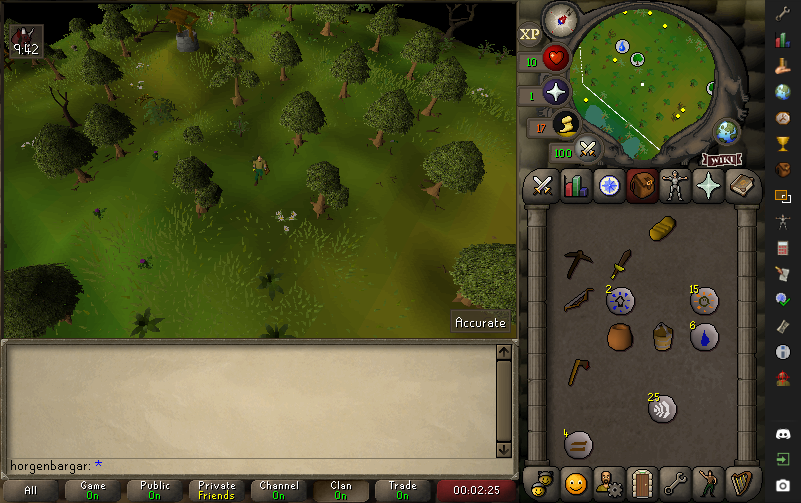 9:42
XP
10
1
17
100
WIKI
Accurate
2
15
6
25
4
horgenbargar: *
All
Game
On
Public
On
Private
Friends
Channel
On
Clan
On
Trade
On
00:02:25